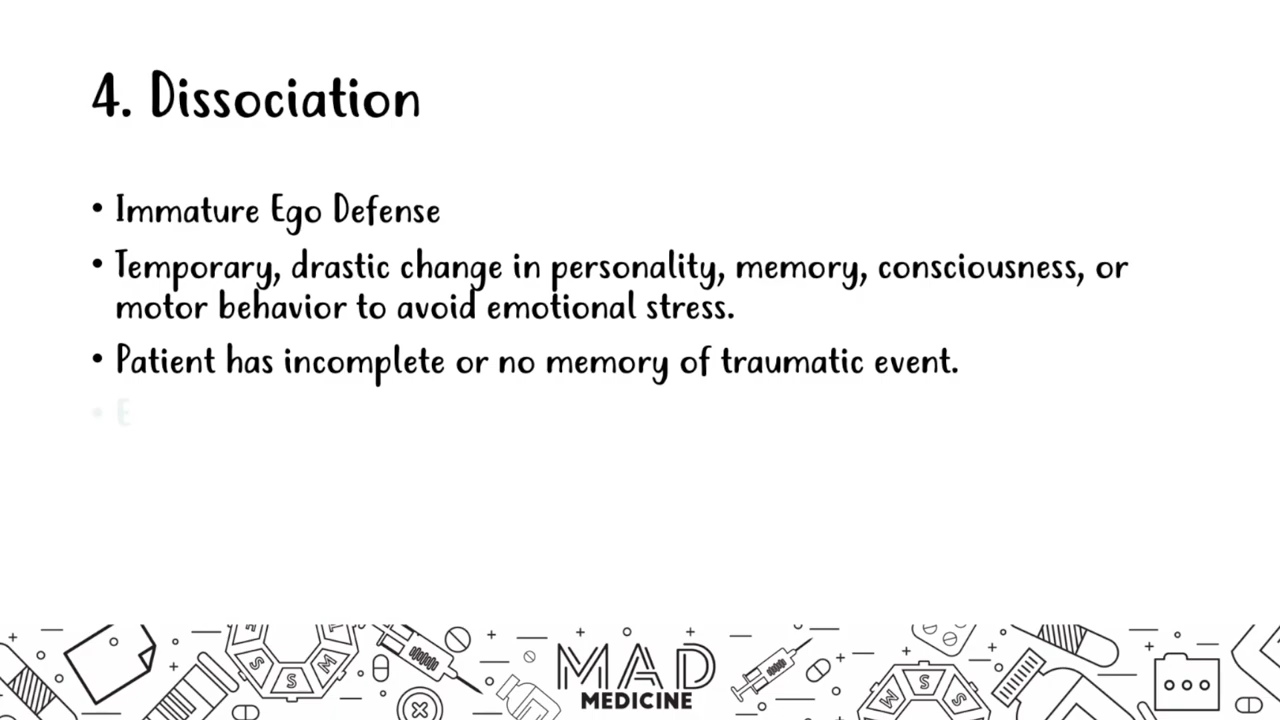 4. Dissociation
• Immature Ego Defense
• Temporary, drastic change in personality, memory, consciousness, or
motor behavior to avoid emotional stress.
• Patient has incomplete or no memory of traumatic event.
• E
S
S
M
MAD
MEDICINE
M
S
S